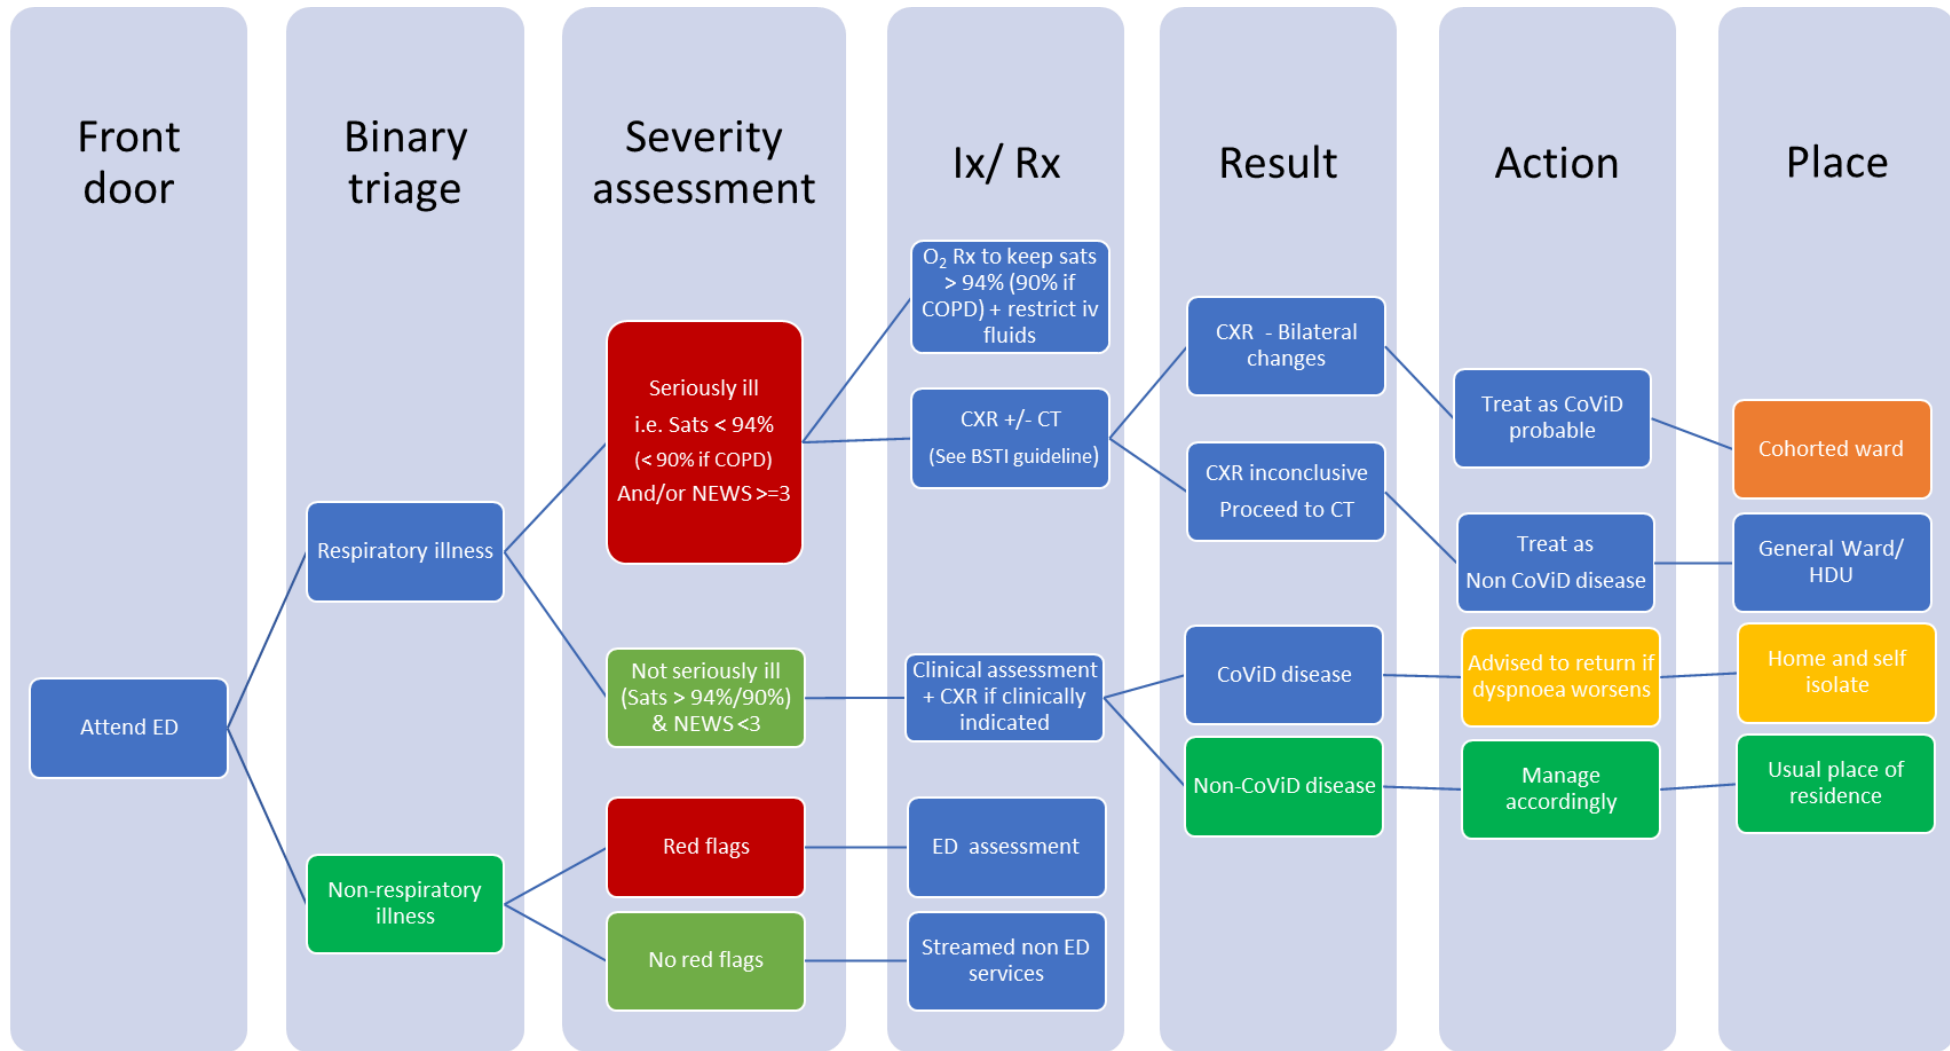 Front
door
Binary
triage
Severity
assessment
Ix/ Rx
Result
Action
Place
Attend ED
Respiratory illness
Non-respiratory
illness
Seriously ill
i.e. Sats < 94%
(< 90% if COPD)
And/or NEWS >=3
Not seriously ill
(Sats > 94%/90%)
& NEWS <3
Red flags
No red flags
O₂ Rx to keep sats
> 94% (90% if
COPD) + restrict iv
fluids
CXR +/- CT
(See BSTI guideline)
Clinical assessment
+ CXR if clinically
indicated
ED assessment
Streamed non ED
services
CXR - Bilateral
changes
CXR inconclusive
Proceed to CT
CoViD disease
Non-CoViD disease
Treat as CoViD
probable
Treat as
Non CoViD disease
Advised to return if
dyspnoea worsens
Manage
accordingly
Cohorted ward
General Ward/
HDU
Home and self
isolate
Usual place of
residence